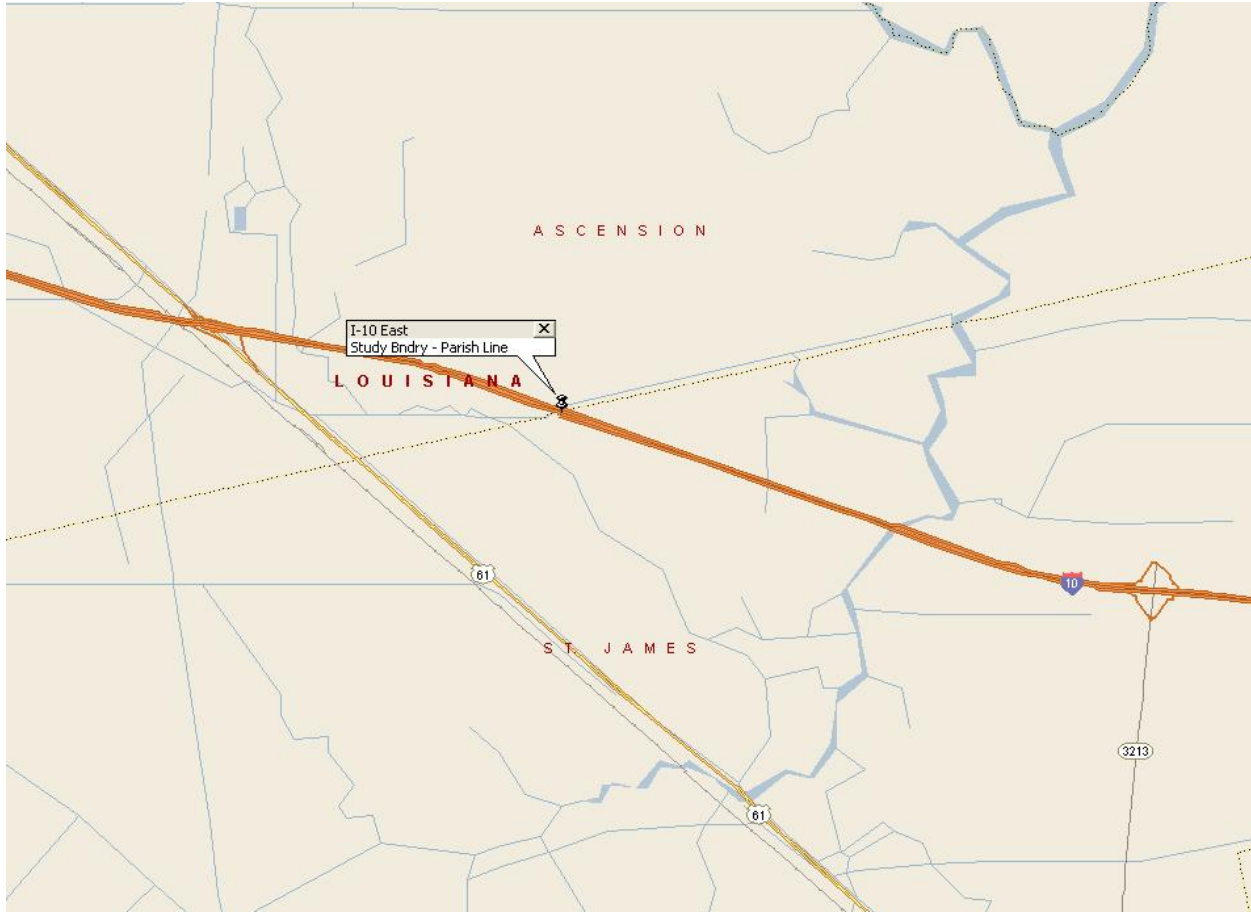 ASCENSION
I-10 East
Study Bndry - Parish Line
LOUISIANA
61
10
ST. JAMES
3213
61